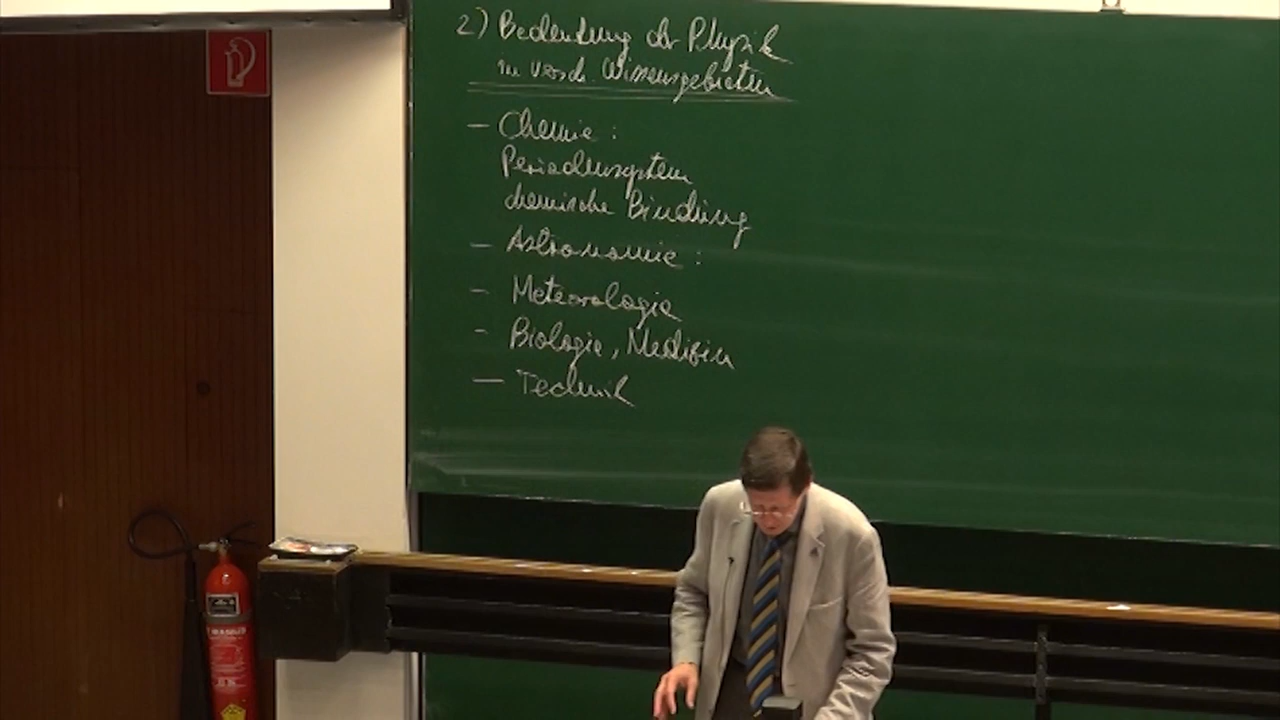 2) Bedeutung der Physik
in versch. Wissensgebieten
– Chemie :
Periodensystem
chemische Bindung
– Astronomie :
– Meteorologie
– Biologie, Medizin
– Technik